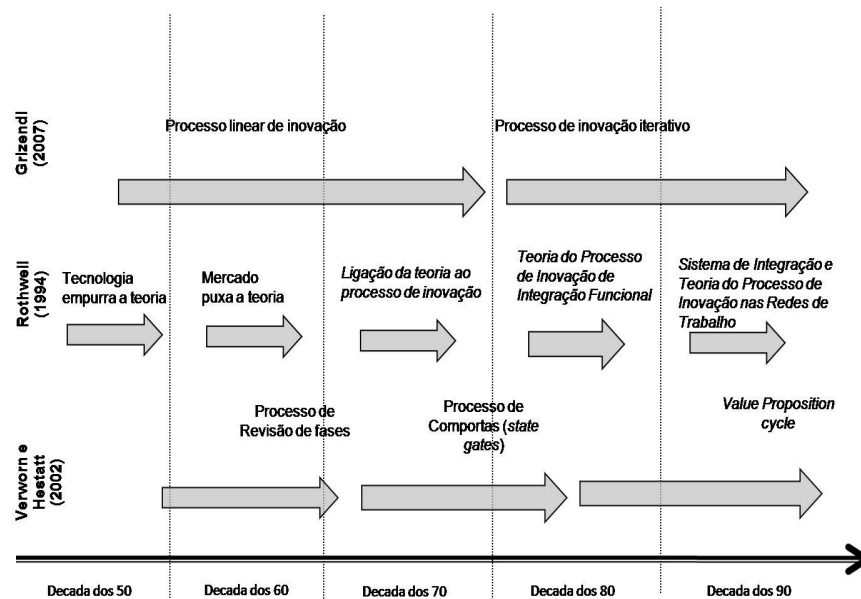 Grizendi
(2007)
Processo linear de inovação
Processo de inovação iterativo
Rothwell
(1994)
Tecnologia
empurra a teoria
Mercado
puxa a teoria
Ligação da teoria ao
processo de inovação
Teoria do Processo
de Inovação de
Integração Funcional
Sistema de Integração e
Teoria do Processo de
Inovação nas Redes de
Trabalho
Verworn e
Hestatt
(2002)
Processo de
Revisão de fases
Processo de
Comportas (state
gates)
Value Proposition
cycle
Decada dos 50
Decada dos 60
Decada dos 70
Decada dos 80
Decada dos 90